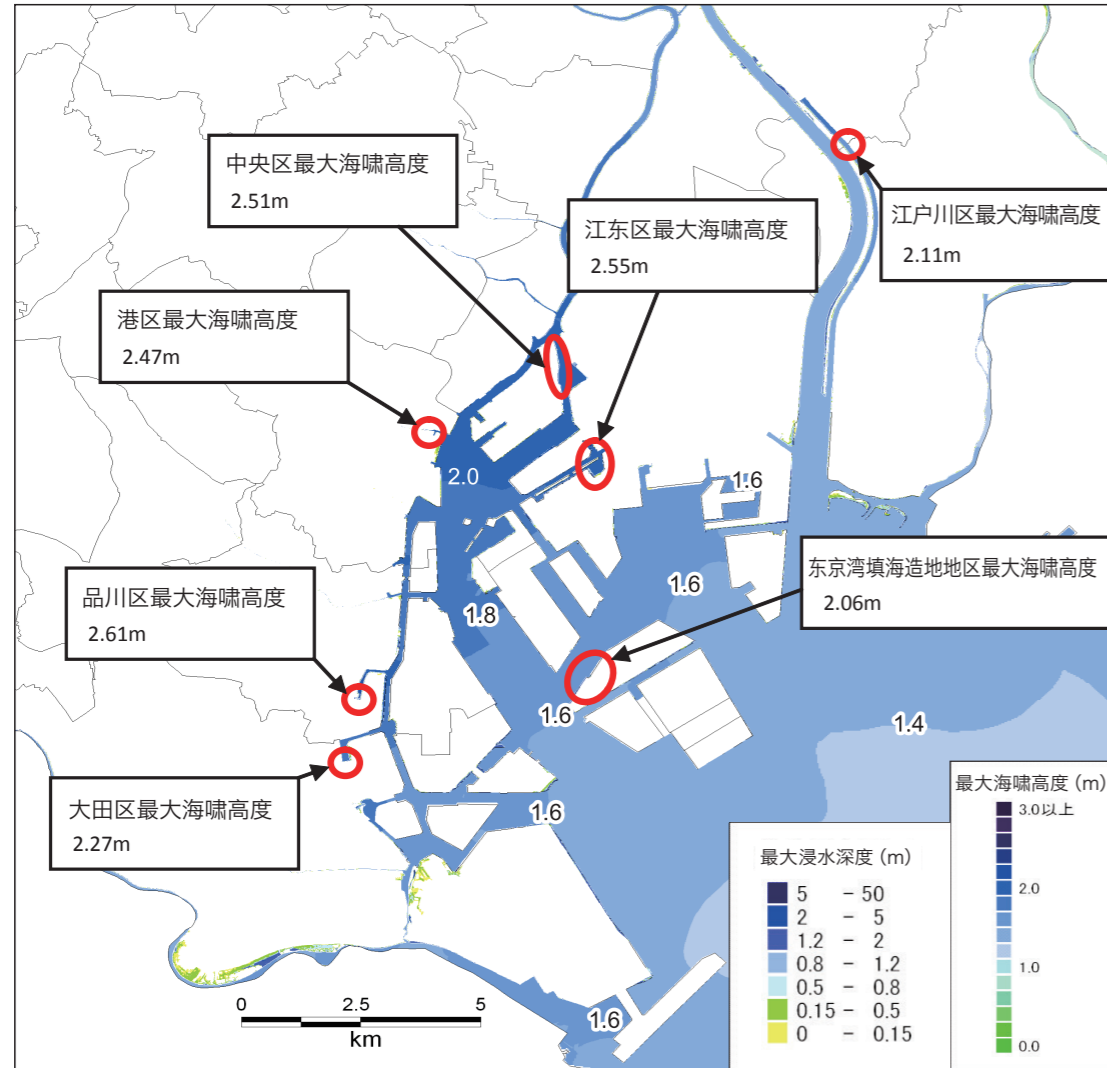 中央区最大海啸高度
2.51m
江东区最大海啸高度
2.55m
江户川区最大海啸高度
2.11m
港区最大海啸高度
2.47m
2.0
1.6
东京湾填海造地地区最大海啸高度
2.06m
1.6
品川区最大海啸高度
2.61m
1.8
1.6
1.4
大田区最大海啸高度
2.27m
1.6
1.6
最大浸水深度 (m)
5 - 50
2 - 5
1.2 - 2
0.8 - 1.2
0.5 - 0.8
0.15 - 0.5
0 - 0.15
最大海啸高度 (m)
3.0以上
2.0
1.0
0.0
0 2.5 5
km